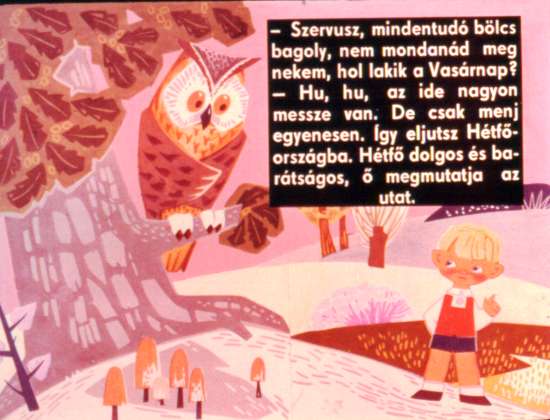 – Szervusz, mindentudó bölcs
bagoly, nem mondanád meg
nekem, hol lakik a Vasárnap?
– Hu, hu, az ide nagyon
messze van. De csak menj
egyenesen. Így eljutsz Hétfő-
országba. Hétfő dolgos és ba-
rátságos, ő megmutatja az
utat.